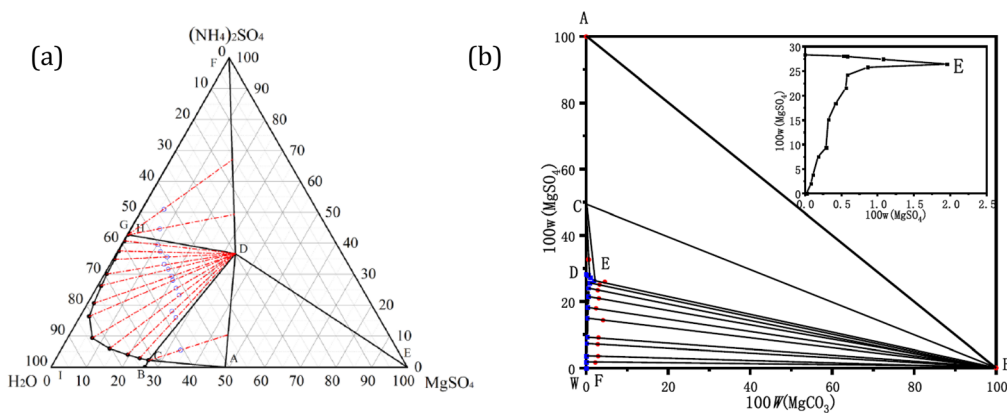 (a)
(NH₄)₂SO₄
0 100
F
10 90
20 80
30 70
40 60
50 50
G H
60 40
D
70 30
80 20
90 10
C
E
0
100
H₂O 0 I 10 B 20 30 40 A 50 60 70 80 90 100 MgSO₄
(b)
A
100
80
60
40
20
0
100w(MgSO₄)
C
D
E
W F
0 20 40 60 80 100
100W(MgCO₃)
30
25
20
15
10
5
0
100w(MgSO₄)
E
0.0 0.5 1.0 1.5 2.0 2.5
100w(MgSO₄)